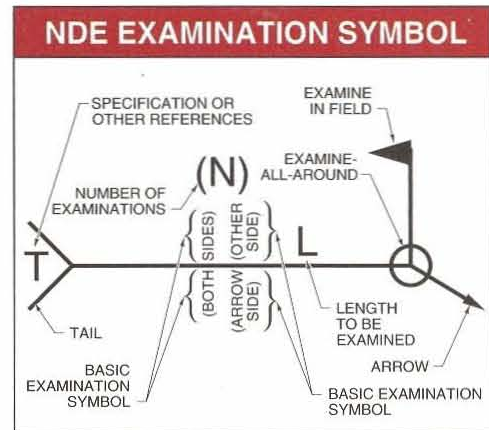 NDE EXAMINATION SYMBOL
SPECIFICATION OR
OTHER REFERENCES
EXAMINE
IN FIELD
EXAMINE-
ALL-AROUND
(N)
NUMBER OF
EXAMINATIONS
(BOTH SIDES)
(OTHER
SIDE)
(ARROW
SIDE)
L
T
LENGTH
TO BE
EXAMINED
TAIL
ARROW
BASIC
EXAMINATION
SYMBOL
BASIC EXAMINATION
SYMBOL